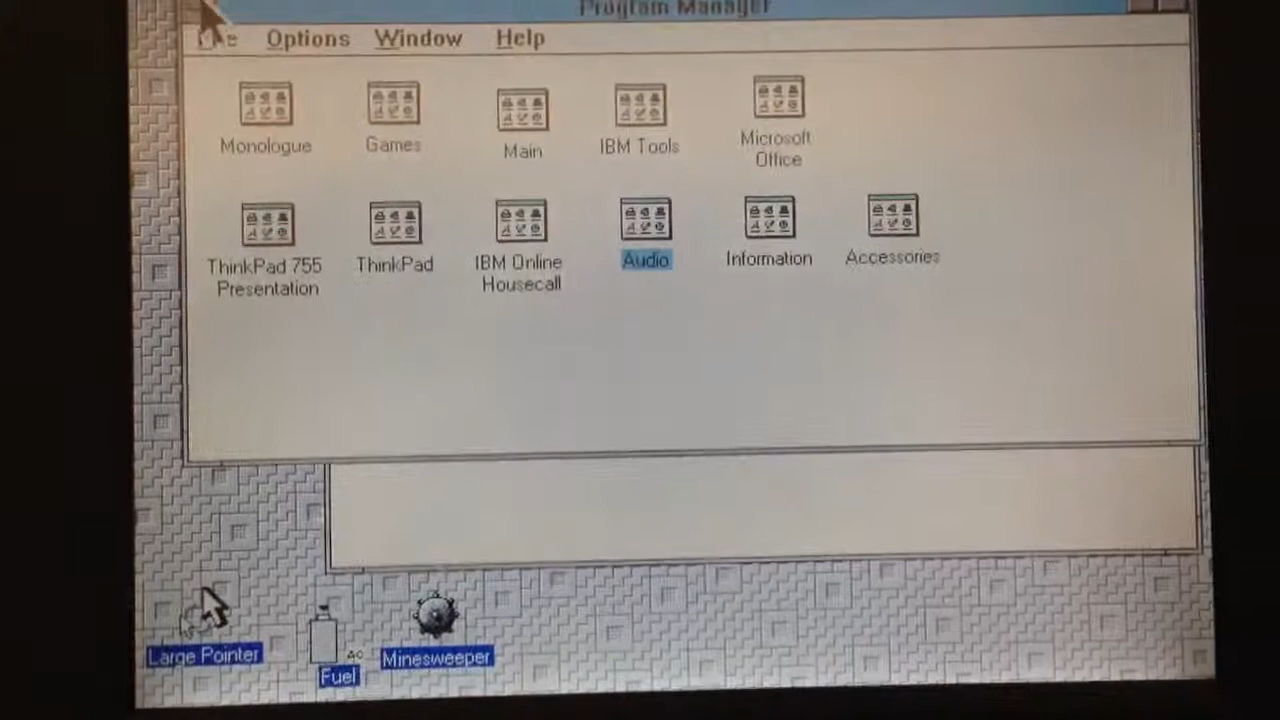 Program Manager
Options Window Help
Monologue
Games
Main
IBM Tools
Microsoft
Office
ThinkPad 755
Presentation
ThinkPad
IBM Online
Housecall
Audio
Information
Accessories
Large Pointer
AC
Fuel
Minesweeper